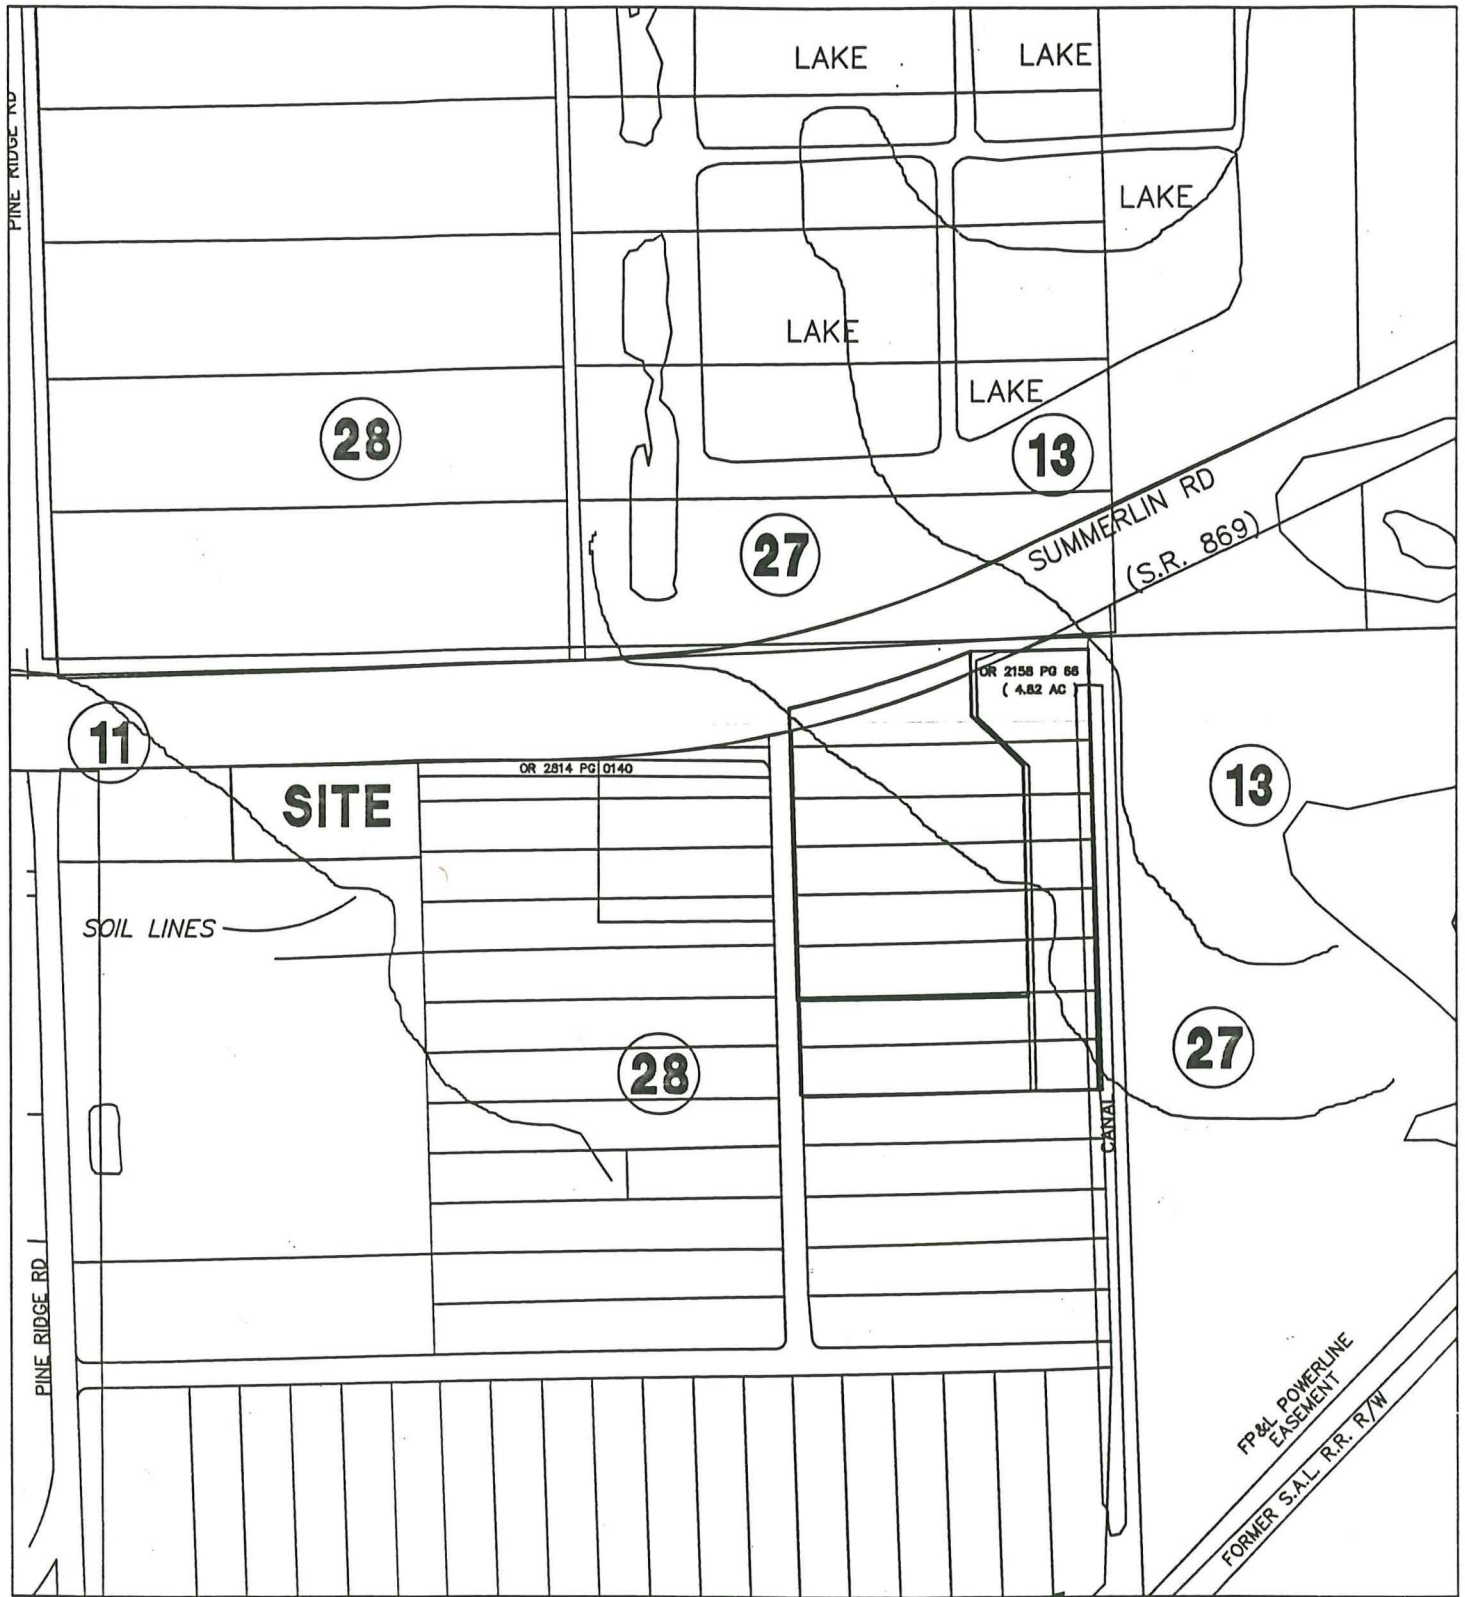 LAKE
LAKE
PINE RIDGE RD
LAKE
LAKE
LAKE
28
13
SUMMERLIN RD
(S.R. 869)
27
OR 2158 PG 66
( 4.82 AC )
11
OR 2814 PG 0140
SITE
13
SOIL LINES
27
28
CANAL
PINE RIDGE RD
FP&L POWERLINE
EASEMENT
FORMER S.A.L. R.R. R/W